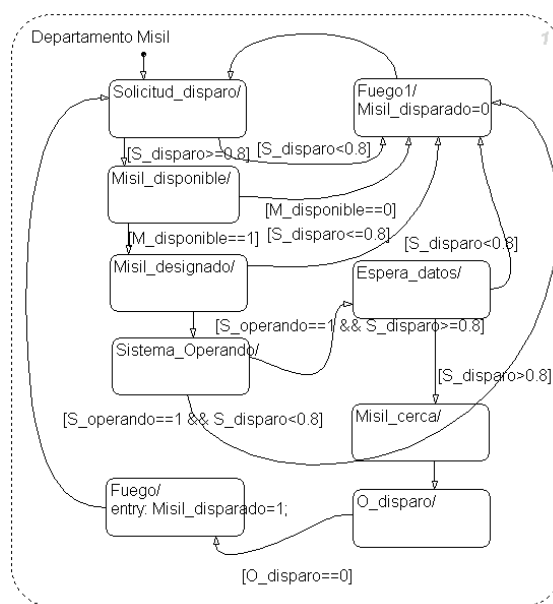 Departamento Misil
1
Solicitud_disparo/
Fuego1/
Misil_disparado=0
[S_disparo>=0.8]
[S_disparo<0.8]
Misil_disponible/
[M_disponible==0]
[M_disponible==1]
[S_disparo<=0.8]
[S_disparo<0.8]
Misil_designado/
Espera_datos/
[S_operando==1 && S_disparo>=0.8]
Sistema_Operando/
[S_disparo>0.8]
[S_operando==1 && S_disparo<0.8]
Misil_cerca/
Fuego/
entry: Misil_disparado=1;
O_disparo/
[O_disparo==0]